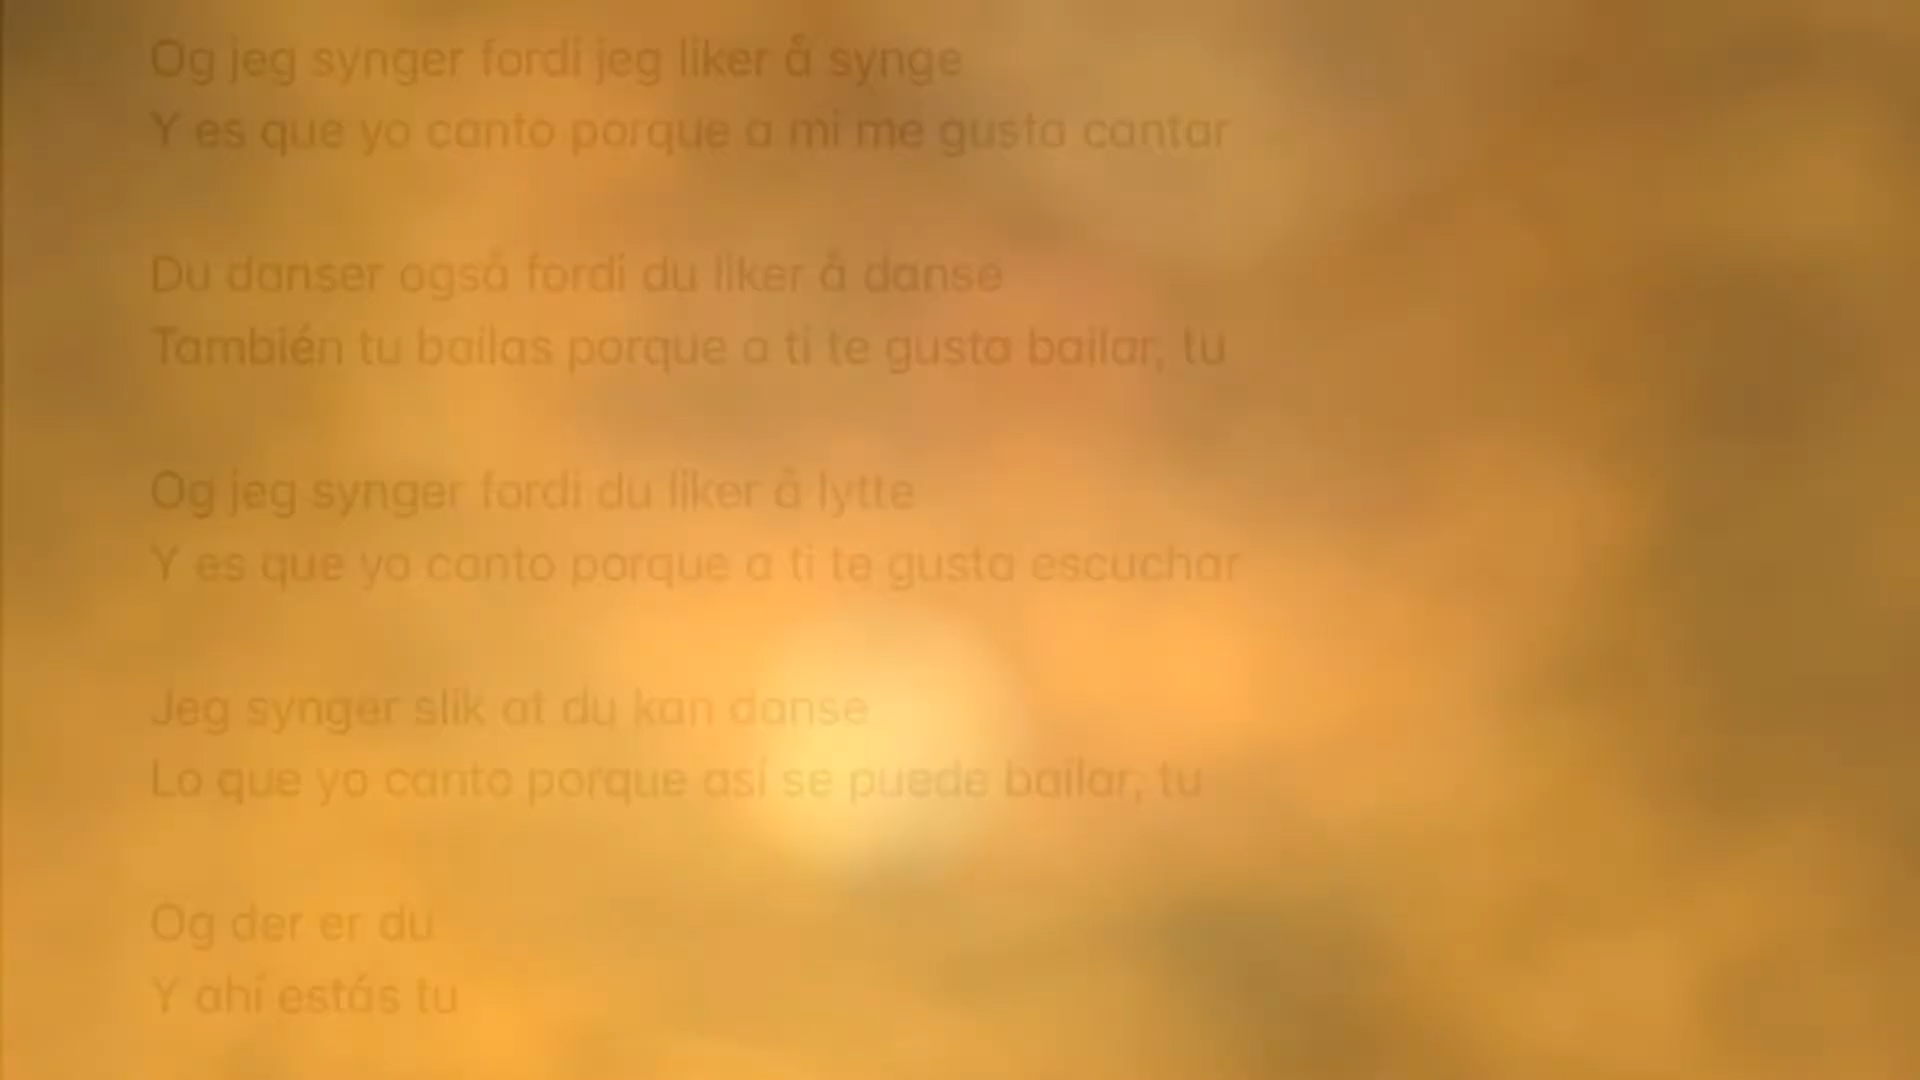 Og jeg synger fordi jeg liker å synge
Y es que yo canto porque a mi me gusta cantar
Du danser også fordi du liker å danse
También tu bailas porque a ti te gusta bailar, tu
Og jeg synger fordi du liker å lytte
Y es que yo canto porque a ti te gusta escuchar
Jeg synger slik at du kan danse
Lo que yo canto porque así se puede bailar, tu
Og der er du
Y ahí estás tu